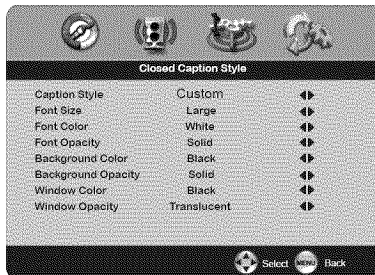 Closed Caption Style
Caption Style Custom
Font Size Large
Font Color White
Font Opacity Solid
Background Color Black
Background Opacity Solid
Window Color Black
Window Opacity Translucent
Select MENU Back